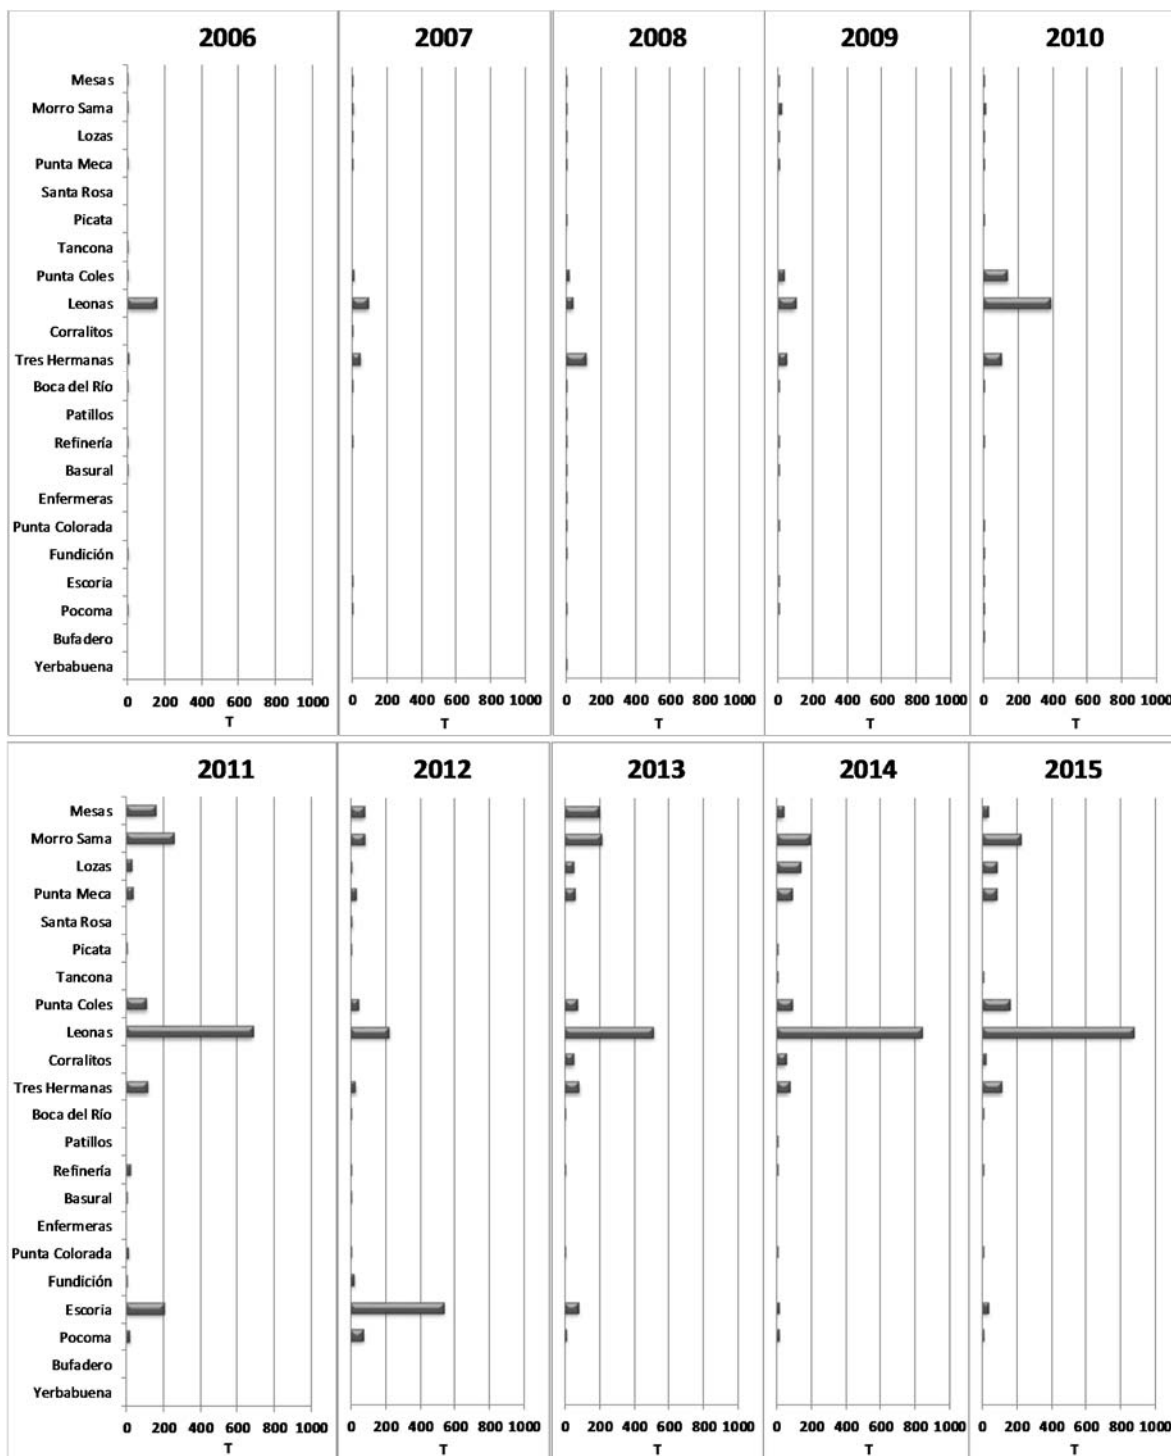 2006 2007 2008 2009 2010
Mesas
Morro Sama
Lozas
Punta Meca
Santa Rosa
Picata
Tancona
Punta Coles
Leonas
Corralitos
Tres Hermanas
Boca del Río
Patillos
Refinería
Basural
Enfermeras
Punta Colorada
Fundición
Escoria
Pocoma
Bufadero
Yerbabuena
0 200 400 600 800 1000 0 200 400 600 800 1000 0 200 400 600 800 1000 0 200 400 600 800 1000 0 200 400 600 800 1000
T T T T T
2011 2012 2013 2014 2015
Mesas
Morro Sama
Lozas
Punta Meca
Santa Rosa
Picata
Tancona
Punta Coles
Leonas
Corralitos
Tres Hermanas
Boca del Río
Patillos
Refinería
Basural
Enfermeras
Punta Colorada
Fundición
Escoria
Pocoma
Bufadero
Yerbabuena
0 200 400 600 800 1000 0 200 400 600 800 1000 0 200 400 600 800 1000 0 200 400 600 800 1000 0 200 400 600 800 1000
T T T T T